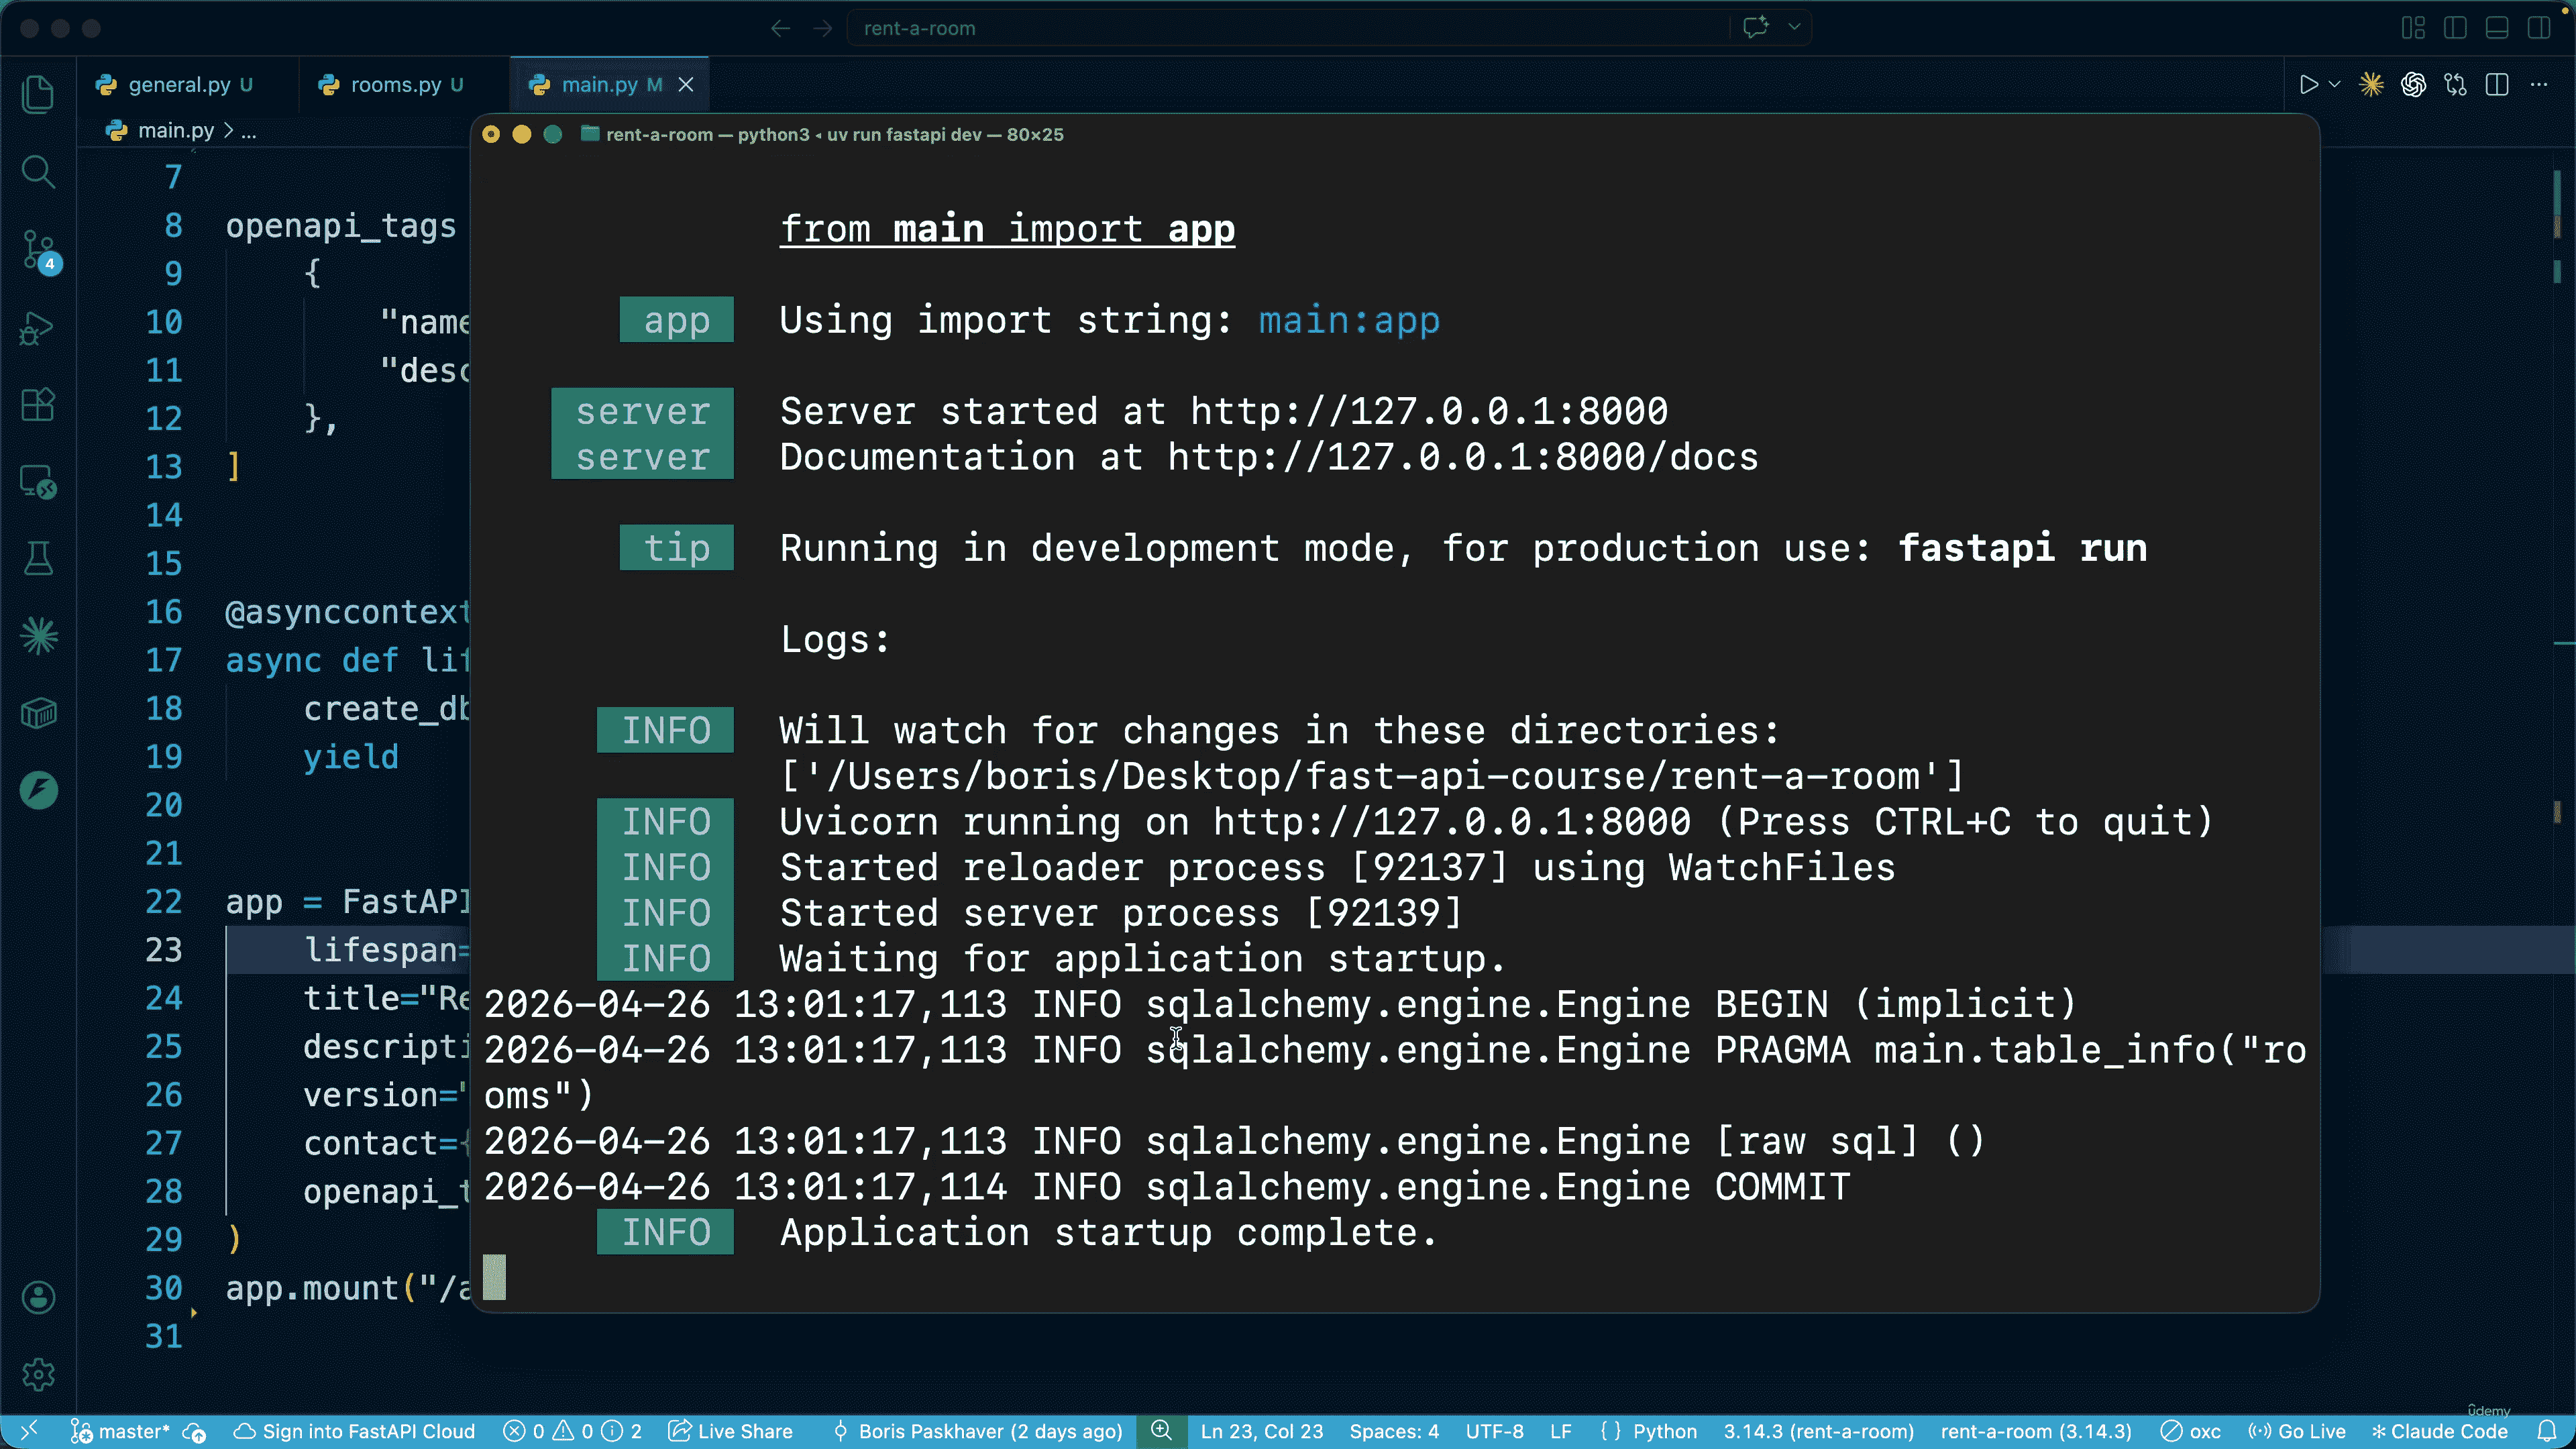 rent-a-room
general.py U
rooms.py U
main.py M
main.py > ...
rent-a-room — python3 ◂ uv run fastapi dev — 80×25
7
8 openapi_tags
9 {
10 "name
11 "desc
12 },
13 ]
14
15
16 @asynccontext
17 async def lif
18 create_db
19 yield
20
21
22 app = FastAPI
23 lifespan=
24 title="Re
25 descripti
26 version="
27 contact={
28 openapi_t
29 )
30 app.mount("/a
31
from main import app
app Using import string: main:app
server Server started at http://127.0.0.1:8000
server Documentation at http://127.0.0.1:8000/docs
tip Running in development mode, for production use: fastapi run
Logs:
INFO Will watch for changes in these directories:
['/Users/boris/Desktop/fast-api-course/rent-a-room']
INFO Uvicorn running on http://127.0.0.1:8000 (Press CTRL+C to quit)
INFO Started reloader process [92137] using WatchFiles
INFO Started server process [92139]
INFO Waiting for application startup.
2026-04-26 13:01:17,113 INFO sqlalchemy.engine.Engine BEGIN (implicit)
2026-04-26 13:01:17,113 INFO sqlalchemy.engine.Engine PRAGMA main.table_info("ro
oms")
2026-04-26 13:01:17,113 INFO sqlalchemy.engine.Engine [raw sql] ()
2026-04-26 13:01:17,114 INFO sqlalchemy.engine.Engine COMMIT
INFO Application startup complete.
4
ûdemy
master* Sign into FastAPI Cloud 0 0 2 Live Share Boris Paskhaver (2 days ago) Ln 23, Col 23 Spaces: 4 UTF-8 LF { } Python 3.14.3 (rent-a-room) rent-a-room (3.14.3) oxc Go Live Claude Code